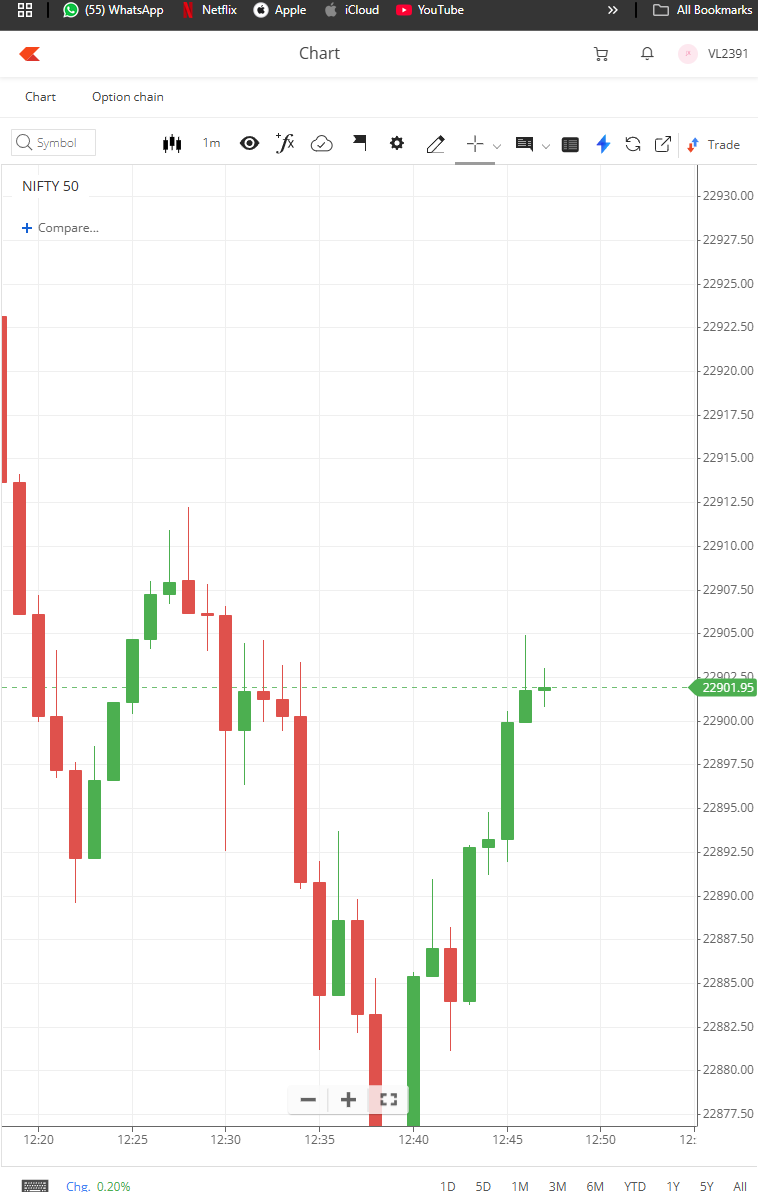 (55) WhatsApp Netflix Apple iCloud YouTube » All Bookmarks
Chart VL2391
Chart Option chain
Symbol 1m +fx Trade
NIFTY 50
+ Compare...
22930.00
22927.50
22925.00
22922.50
22920.00
22917.50
22915.00
22912.50
22910.00
22907.50
22905.00
22902.50
22901.95
22900.00
22897.50
22895.00
22892.50
22890.00
22887.50
22885.00
22882.50
22880.00
22877.50
12:20 12:25 12:30 12:35 12:40 12:45 12:50 12:
Chg. 0.20% 1D 5D 1M 3M 6M YTD 1Y 5Y All